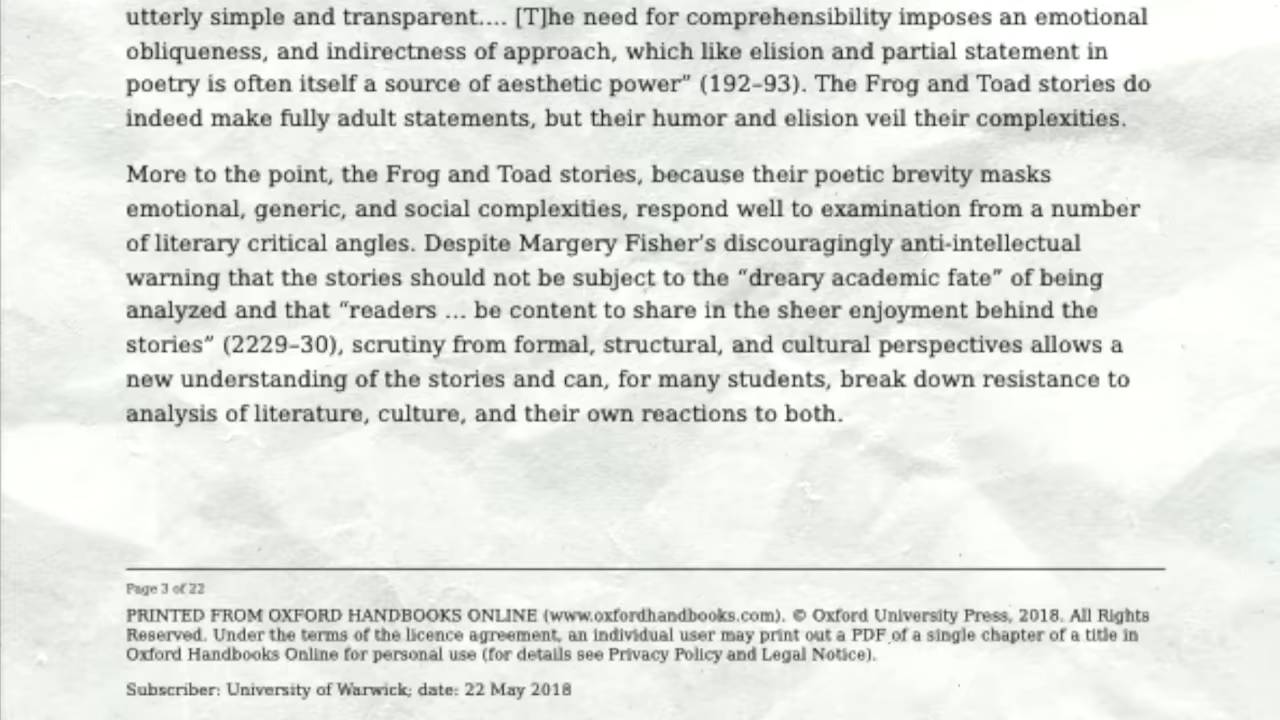 utterly simple and transparent.... [T]he need for comprehensibility imposes an emotional
obliqueness, and indirectness of approach, which like elision and partial statement in
poetry is often itself a source of aesthetic power” (192–93). The Frog and Toad stories do
indeed make fully adult statements, but their humor and elision veil their complexities.
More to the point, the Frog and Toad stories, because their poetic brevity masks
emotional, generic, and social complexities, respond well to examination from a number
of literary critical angles. Despite Margery Fisher’s discouragingly anti-intellectual
warning that the stories should not be subject to the “dreary academic fate” of being
analyzed and that “readers ... be content to share in the sheer enjoyment behind the
stories” (2229–30), scrutiny from formal, structural, and cultural perspectives allows a
new understanding of the stories and can, for many students, break down resistance to
analysis of literature, culture, and their own reactions to both.
Page 3 of 22
PRINTED FROM OXFORD HANDBOOKS ONLINE (www.oxfordhandbooks.com). © Oxford University Press, 2018. All Rights
Reserved. Under the terms of the licence agreement, an individual user may print out a PDF of a single chapter of a title in
Oxford Handbooks Online for personal use (for details see Privacy Policy and Legal Notice).
Subscriber: University of Warwick; date: 22 May 2018